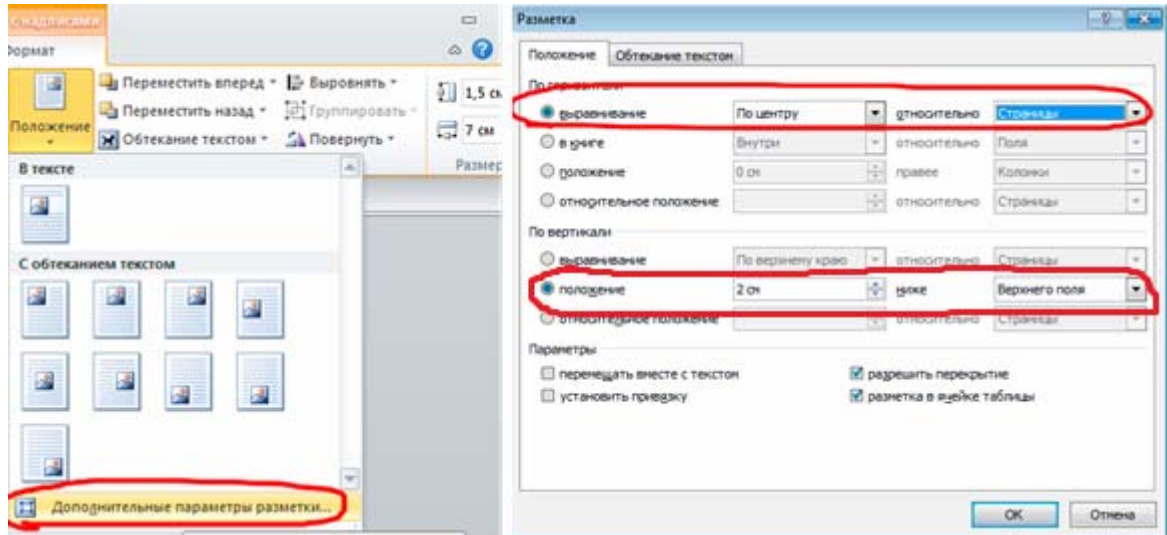 с надписями
Формат
Положение
Переместить вперед
Переместить назад
Обтекание текстом
Выровнять
Группировать
Повернуть
1,5 см
7 см
Размер
В тексте
С обтеканием текстом
Дополнительные параметры разметки...
Разметка
Положение Обтекание текстом
По горизонтали
выравнивание По центру относительно Страницы
в книге Внутри относительно Поля
положение 0 см правее Колонки
относительное положение относительно Страницы
По вертикали
выравнивание По верхнему краю относительно Страницы
положение 2 см ниже Верхнего поля
относительное положение относительно Страницы
Параметры
перемещать вместе с текстом разрешить перекрытие
установить привязку разметка в ячейке таблицы
ОК Отмена